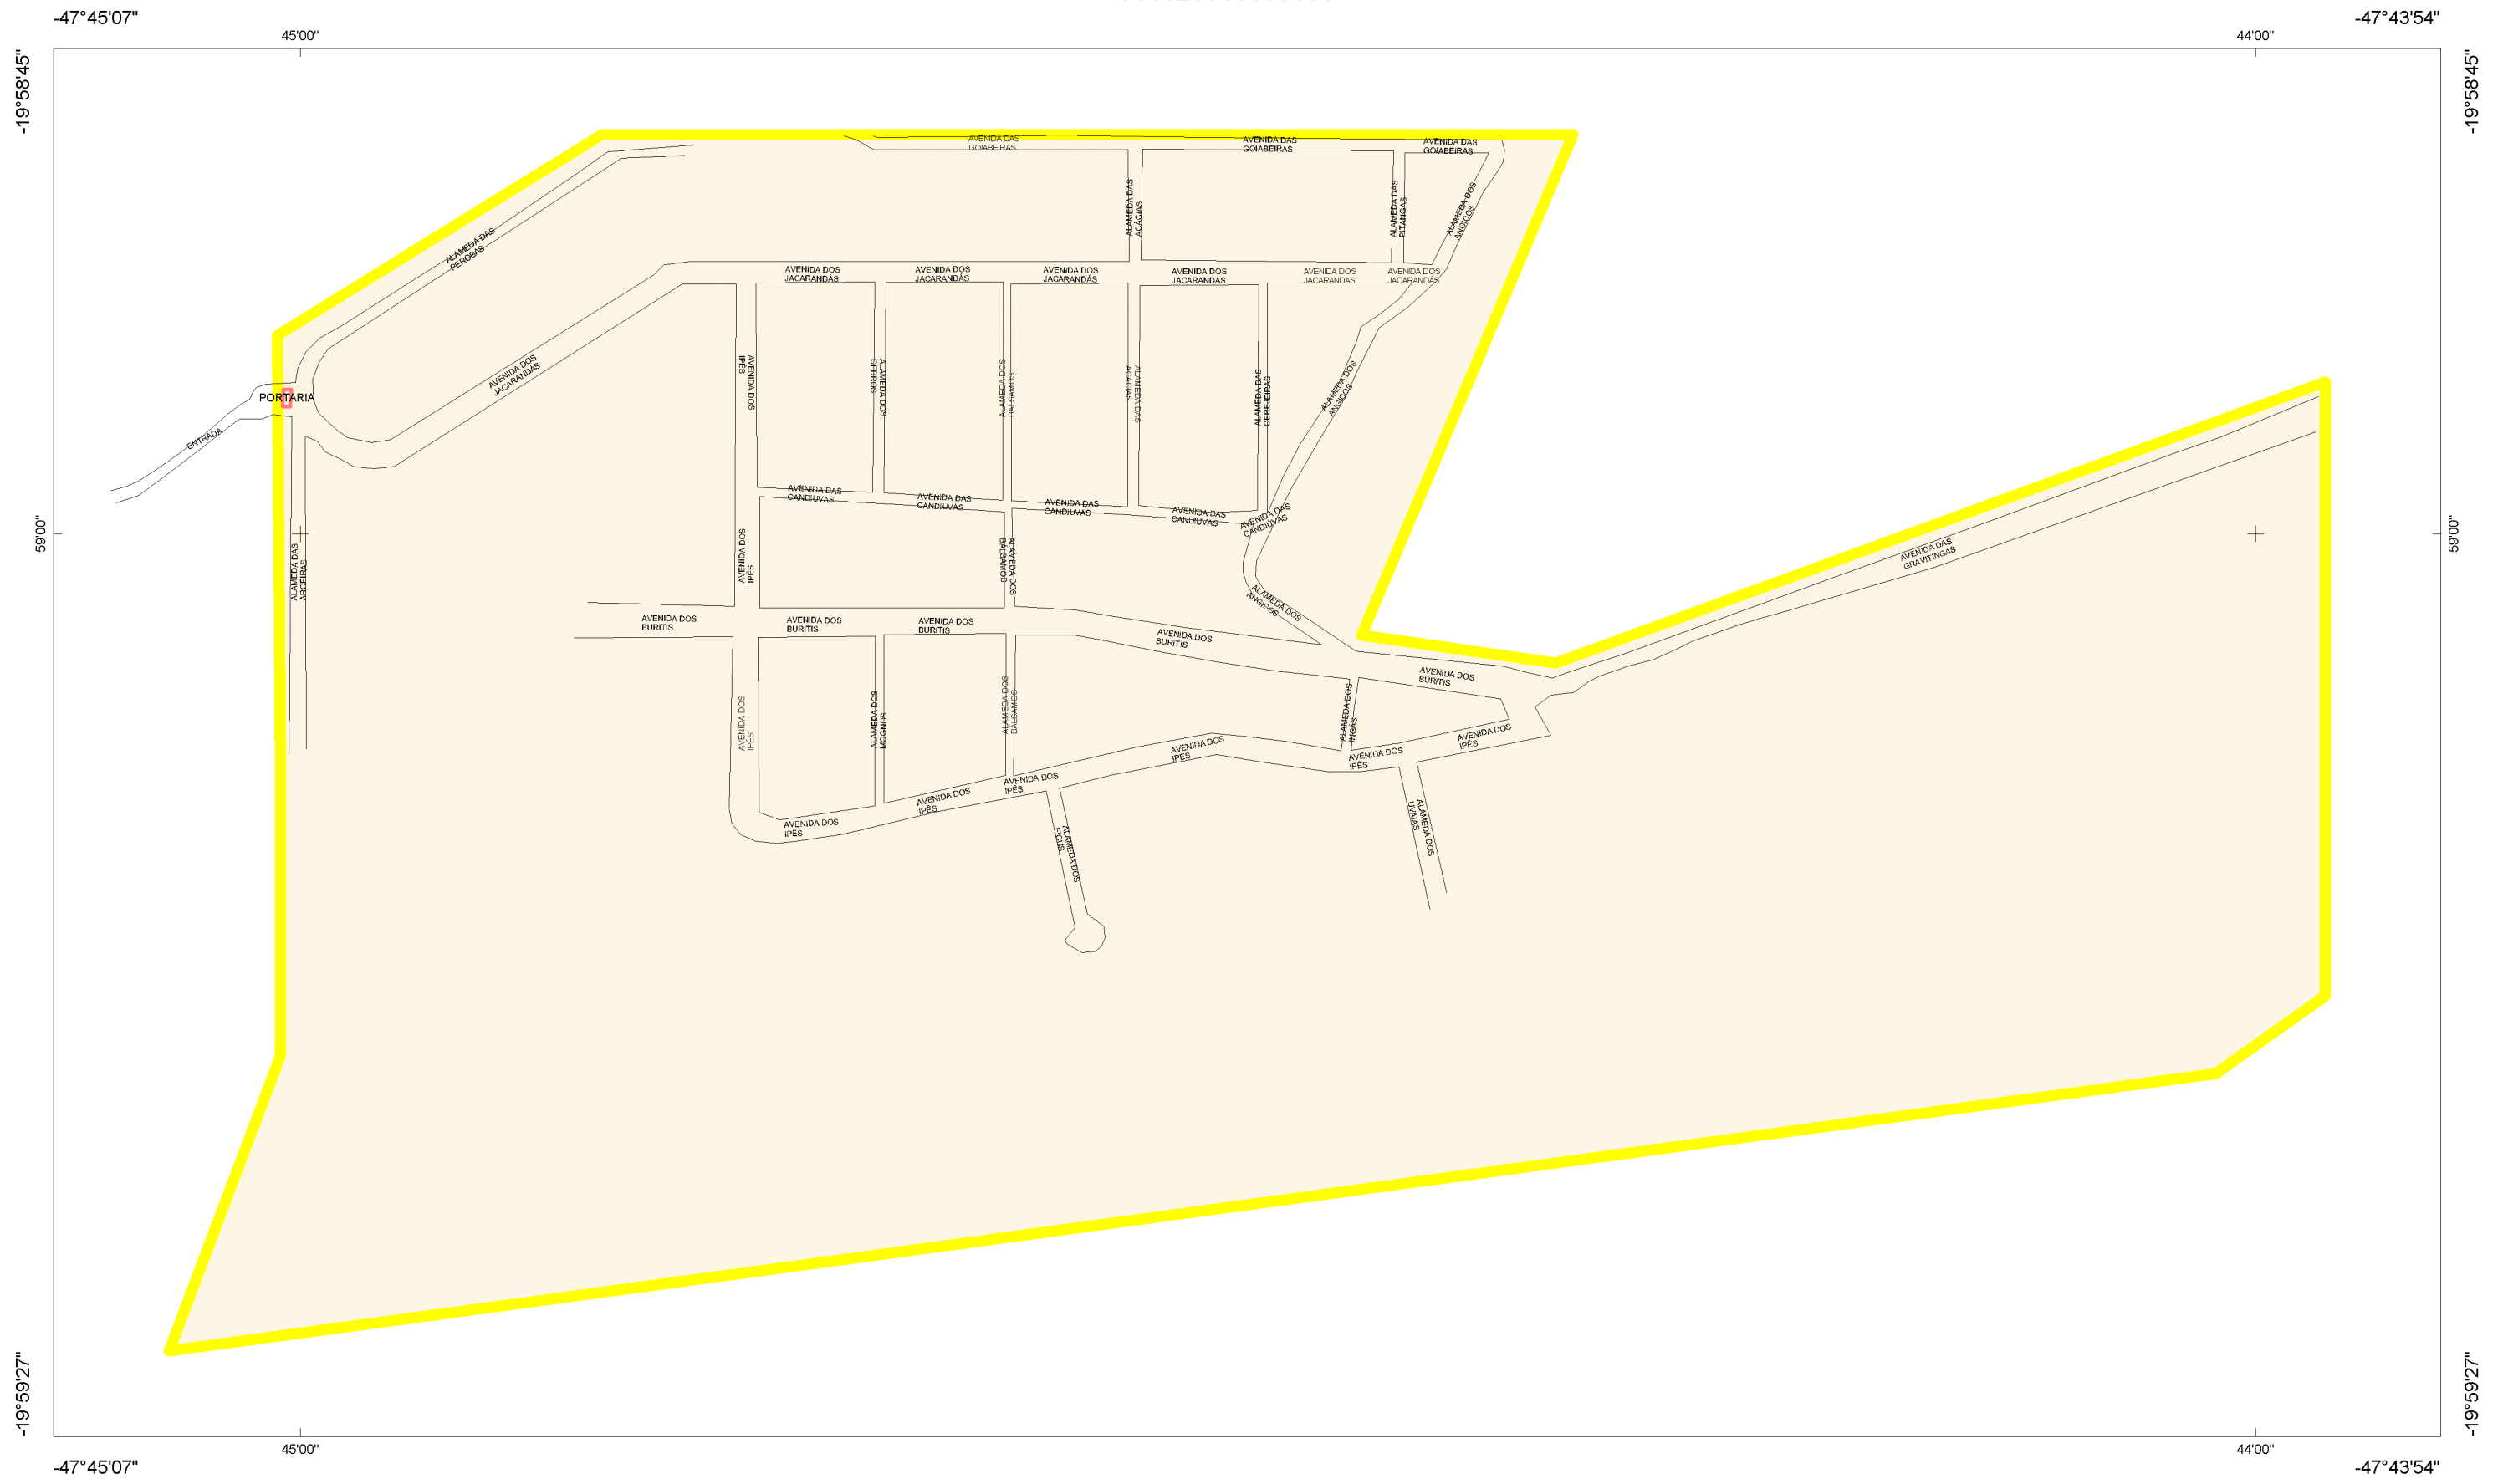 -47°45'07"
-47°43'54"
45'00"
44'00"
-19°58'45"
-19°58'45"
AVENIDA DAS
GOIABEIRAS
AVENIDA DAS
GOIABEIRAS
AVENIDA DAS
GOIABEIRAS
ALAMEDA DAS
PEROBAS
ALAMEDA DAS
ACÁCIAS
ALAMEDA DAS
PITANGAS
ALAMEDA DOS
ANGICOS
AVENIDA DOS
JACARANDÁS
AVENIDA DOS
JACARANDÁS
AVENIDA DOS
JACARANDÁS
AVENIDA DOS
JACARANDÁS
AVENIDA DOS
JACARANDAS
AVENIDA DOS
JACARANDAS
AVENIDA DOS
JACARANDAS
PORTARIA
ENTRADA
AVENIDA DOS
IPÊS
ALAMEDA DOS
CEDROS
ALAMEDA DOS
BALSAMOS
ALAMEDA DAS
ACACIAS
ALAMEDA DAS
CEREJEIRAS
ALAMEDA DOS
ANGICOS
AVENIDA DAS
CANDIUVAS
AVENIDA DAS
CANDIUVAS
AVENIDA DAS
CANDIUVAS
AVENIDA DAS
CANDIUVAS
AVENIDA DAS
CANDIUVAS
59'00"
59'00"
ALAMEDA DAS
AROEIRAS
AVENIDA DOS
IPÊS
ALAMEDA DOS
BALSAMOS
AVENIDA DAS
GRAVITINGAS
ALAMEDA DOS
ANGICOS
AVENIDA DOS
BURITIS
AVENIDA DOS
BURITIS
AVENIDA DOS
BURITIS
AVENIDA DOS
BURITIS
AVENIDA DOS
BURITIS
AVENIDA DOS
IPÊS
ALAMEDA DOS
MOGNOS
ALAMEDA DOS
BÁLSAMOS
ALAMEDA DOS
INGÁS
AVENIDA DOS
IPÊS
AVENIDA DOS
IPES
AVENIDA DOS
IPÊS
AVENIDA DOS
IPÊS
AVENIDA DOS
IPÊS
AVENIDA DOS
IPÊS
ALAMEDA DOS
FICUS
ALAMEDA DOS
UVAIAS
-19°59'27"
-19°59'27"
45'00"
44'00"
-47°45'07"
-47°43'54"